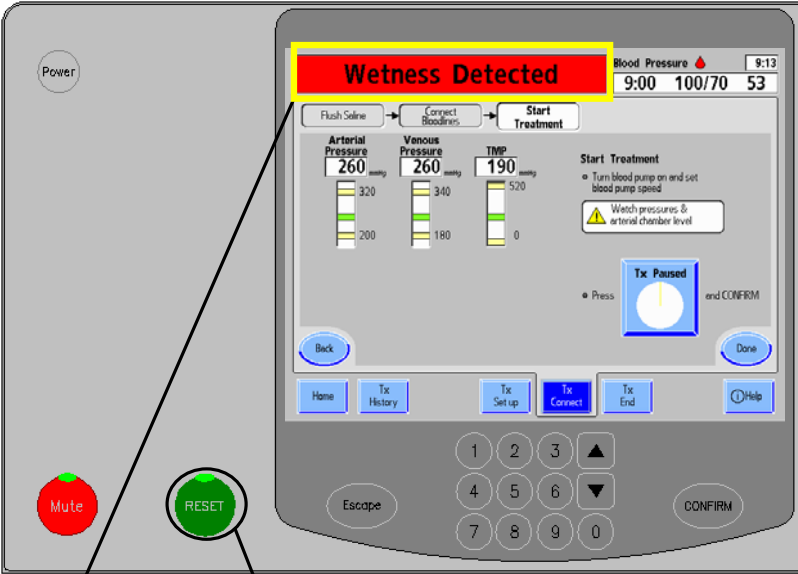 Power
Wetness Detected
Blood Pressure
9:13
9:00 100/70 53
Flush Saline
Connect
Bloodlines
Start
Treatment
Arterial
Pressure
260 mmHg
320
200
Venous
Pressure
260 mmHg
340
180
TMP
190 mmHg
520
0
Start Treatment
Turn blood pump on and set
blood pump speed
Watch pressures &
arterial chamber level
Press
Tx Paused
and CONFIRM
Back
Done
Home
Tx
History
Tx
Set up
Tx
Connect
Tx
End
i Help
Mute
RESET
Escape
1 2 3
4 5 6
7 8 9 0
CONFIRM